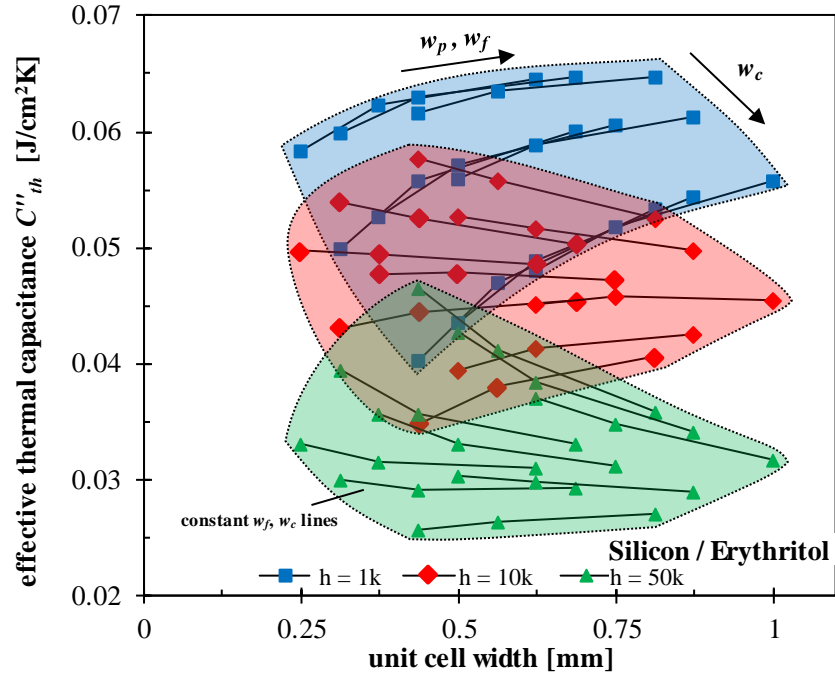 effective thermal capacitance C''th [J/cm²K]
0.07
0.06
0.05
0.04
0.03
0.02
wp , wf
wc
constant wf, wc lines
Silicon / Erythritol
h = 1k h = 10k h = 50k
0 0.25 0.5 0.75 1
unit cell width [mm]